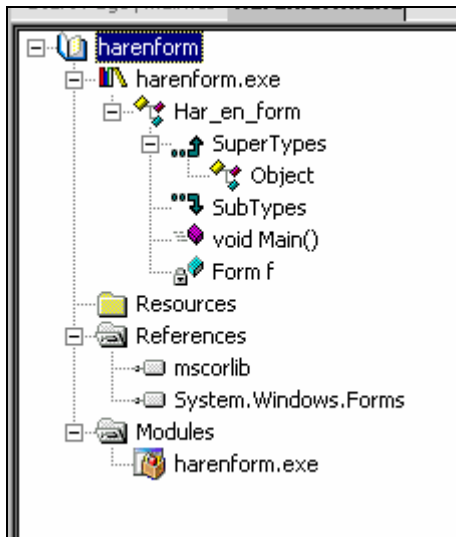 harenform
harenform.exe
Har_en_form
SuperTypes
Object
SubTypes
void Main()
Form f
Resources
References
mscorlib
System.Windows.Forms
Modules
harenform.exe